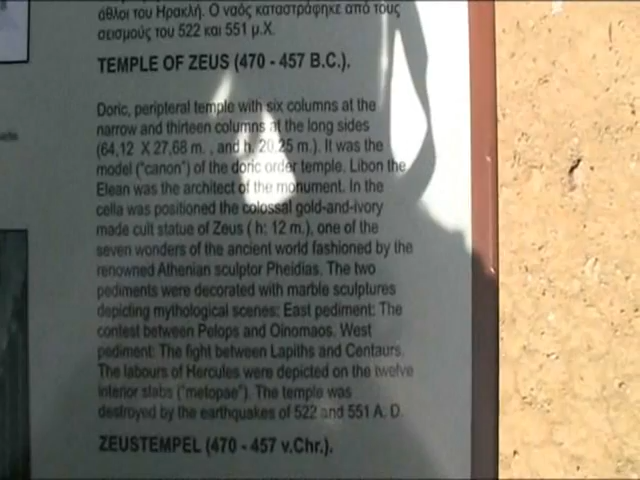 άθλοι του Ηρακλή. Ο ναός καταστράφηκε από τους
σεισμούς του 522 και 551 μ.Χ.
TEMPLE OF ZEUS (470 - 457 B.C.).
Doric, peripteral temple with six columns at the
narrow and thirteen columns at the long sides
(64,12 X 27,68 m. , and h. 20,25 m.). It was the
model ("canon") of the doric order temple. Libon the
Elean was the architect of the monument. In the
cella was positioned the colossal gold-and-ivory
made cult statue of Zeus ( h: 12 m.), one of the
seven wonders of the ancient world fashioned by the
renowned Athenian sculptor Pheidias. The two
pediments were decorated with marble sculptures
depicting mythological scenes: East pediment: The
contest between Pelops and Oinomaos. West
pediment: The fight between Lapiths and Centaurs.
The labours of Hercules were depicted on the twelve
interior slabs ("metopae"). The temple was
destroyed by the earthquakes of 522 and 551 A. D.
ZEUSTEMPEL (470 - 457 v.Chr.).